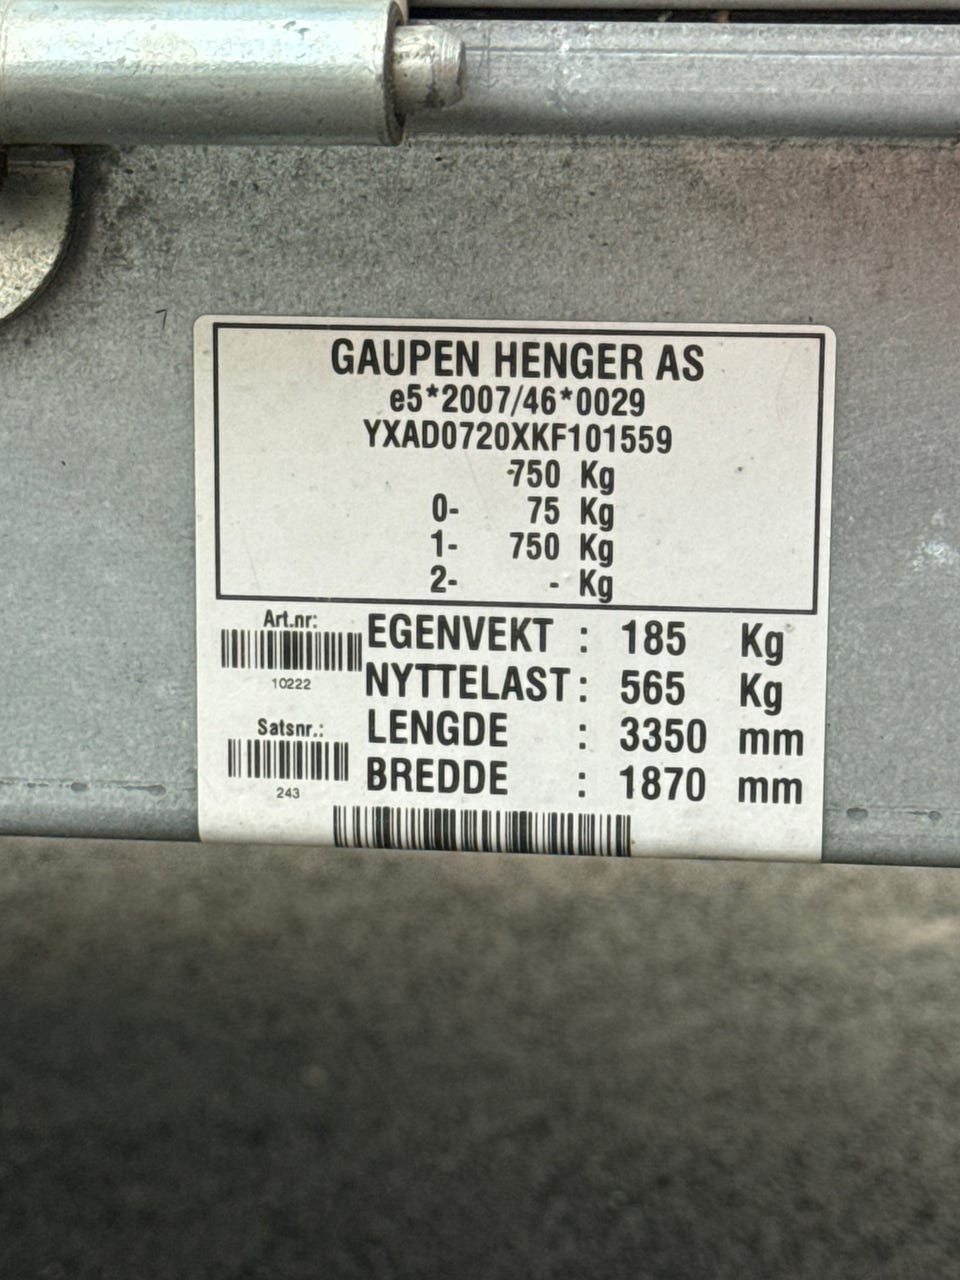 GAUPEN HENGER AS
e5*2007/46*0029
YXAD0720XKF101559
-750 Kg
0- 75 Kg
1- 750 Kg
2- - Kg
Art.nr:
10222
EGENVEKT : 185 Kg
NYTTELAST : 565 Kg
Satsnr.:
243
LENGDE : 3350 mm
BREDDE : 1870 mm